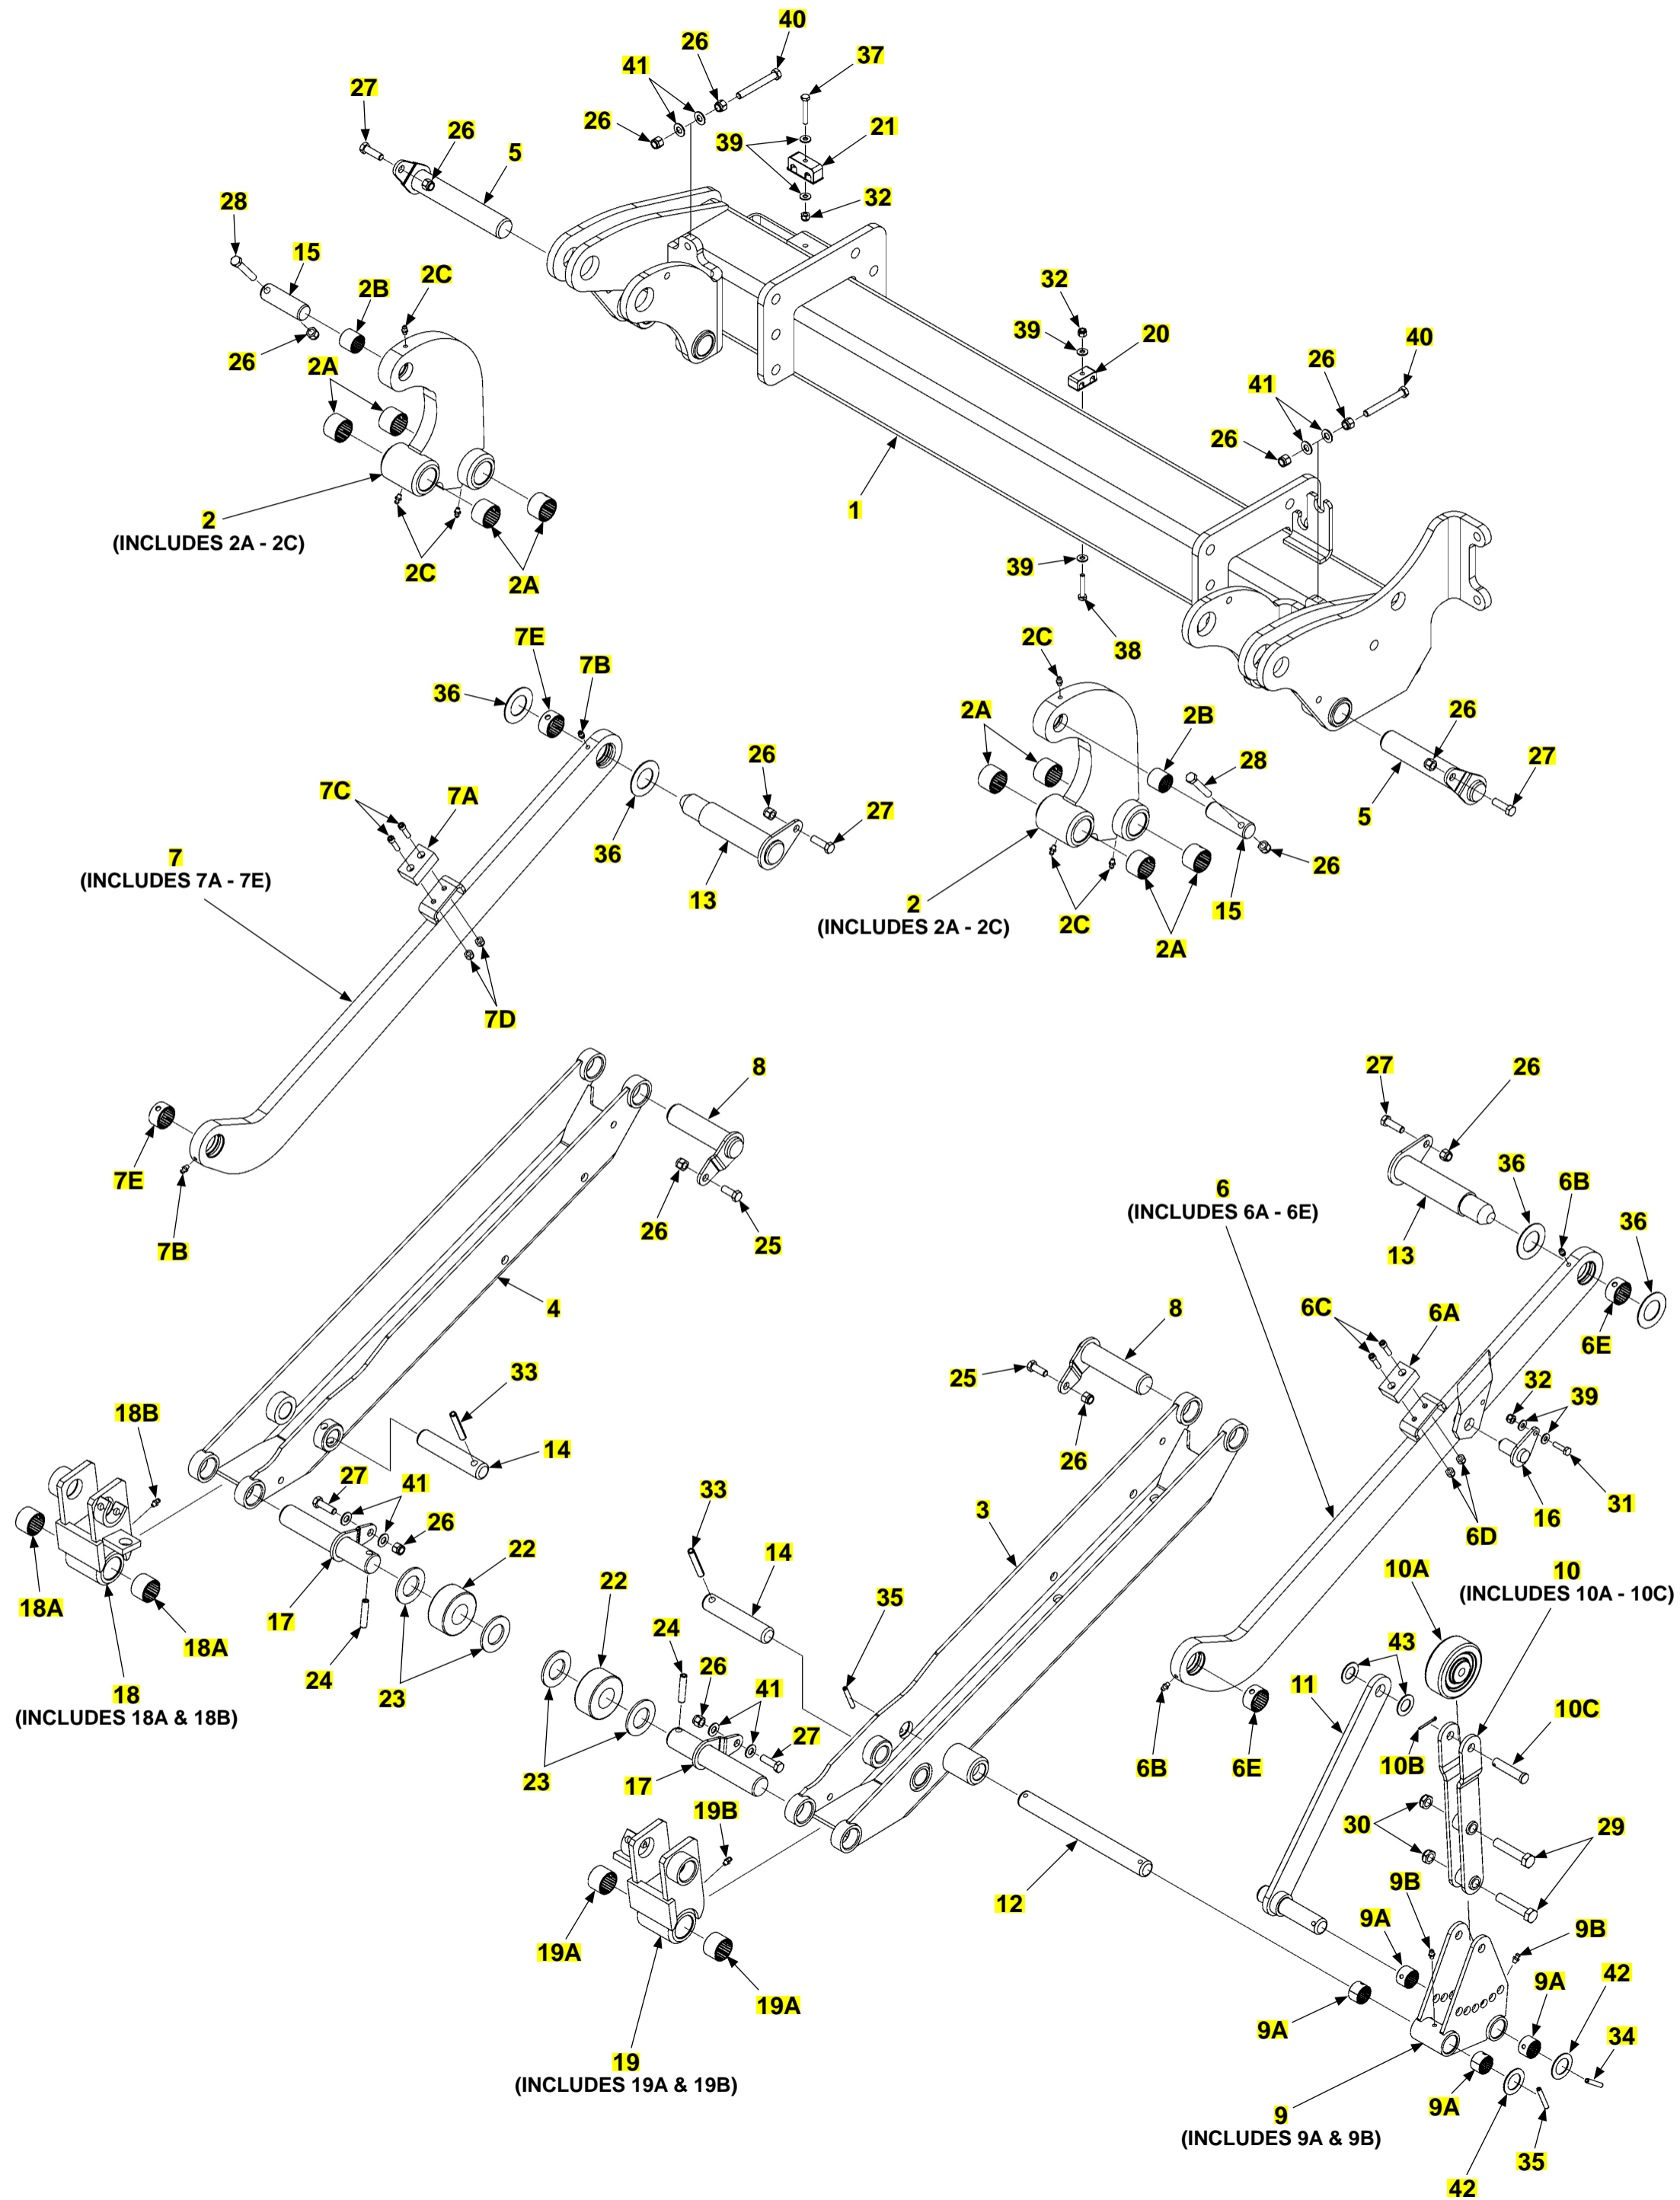 40
26
37
41
27
26
21
26
5
39
28
32
15
2C
2B
32
39
20
40
26
26
2A
41
26
1
2
(INCLUDES 2A - 2C)
39
2C
2A
7E
2C
38
7B
36
2A
2B
26
26
28
27
7C
7A
27
5
36
7
(INCLUDES 7A - 7E)
26
13
2
(INCLUDES 2A - 2C)
15
2C
2A
7D
8
27
26
7E
36
6B
6
(INCLUDES 6A - 6E)
36
26
7B
25
13
4
8
6C
6A
6E
33
25
32
39
18B
14
26
27
41
33
3
31
16
26
6D
22
14
10A
10
(INCLUDES 10A - 10C)
22
18A
35
17
24
43
18A
26
11
24
23
41
18
(INCLUDES 18A & 18B)
10C
27
10B
6B
6E
23
17
19B
30
29
12
9B
9A
9B
19A
42
9A
19A
9A
34
19
(INCLUDES 19A & 19B)
9A
9
(INCLUDES 9A & 9B)
35
42